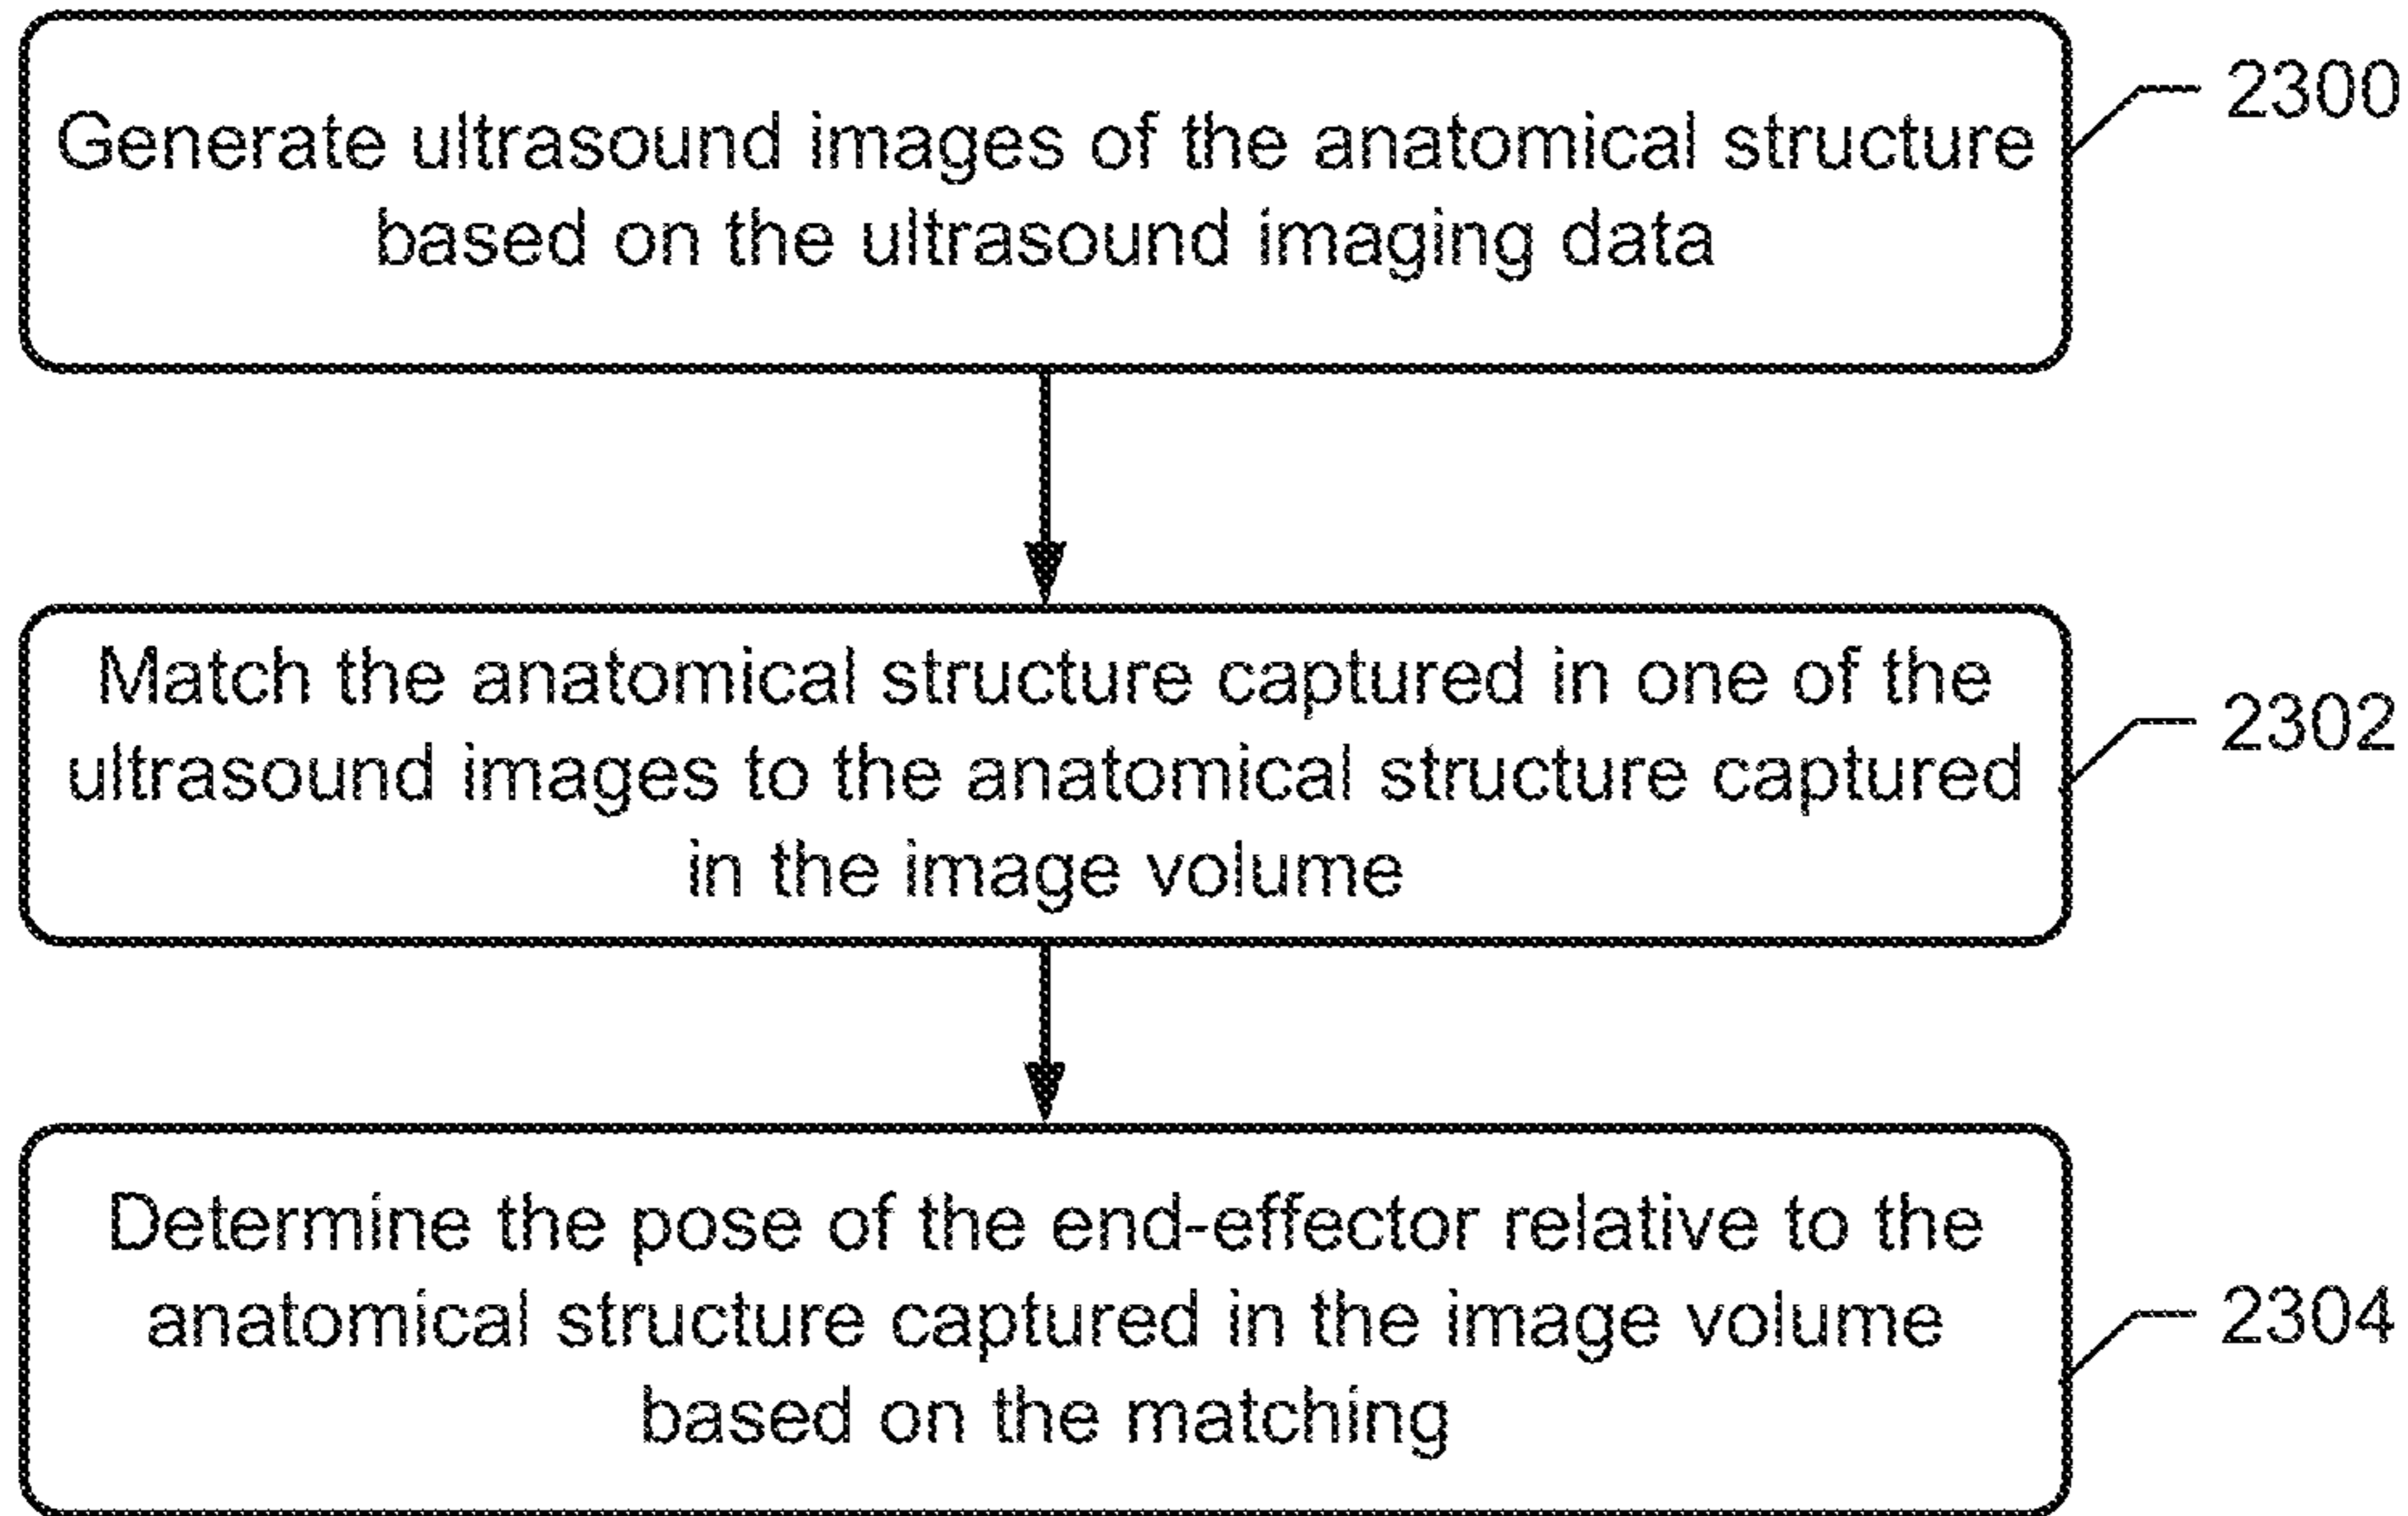 Generate ultrasound images of the anatomical structure
based on the ultrasound imaging data
2300
Match the anatomical structure captured in one of the
ultrasound images to the anatomical structure captured
in the image volume
2302
Determine the pose of the end-effector relative to the
anatomical structure captured in the image volume
based on the matching
2304